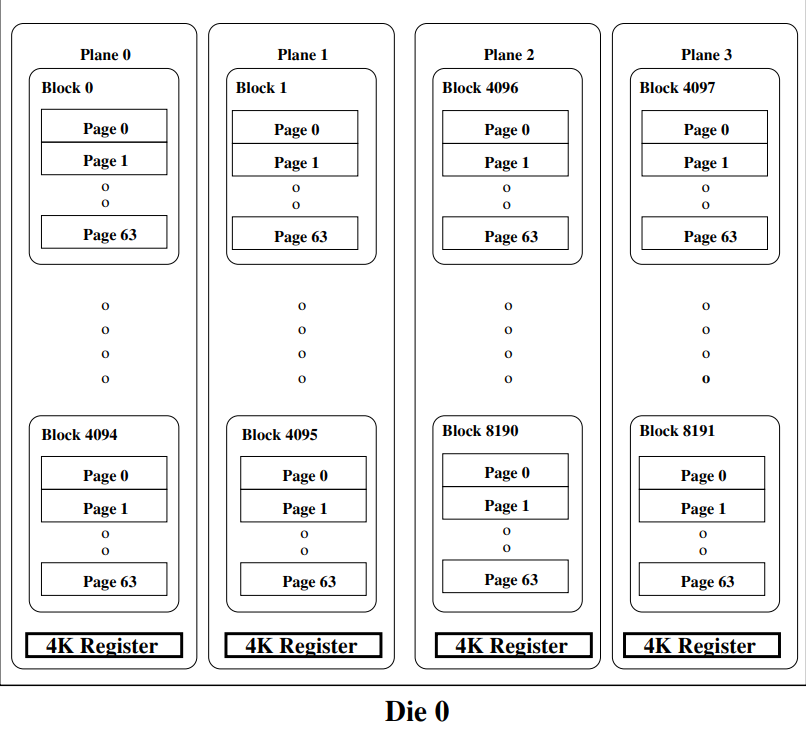 Plane 0
Block 0
Page 0
Page 1
o
o
Page 63
o
o
o
o
Block 4094
Page 0
Page 1
o
o
Page 63
4K Register
Plane 1
Block 1
Page 0
Page 1
o
o
Page 63
o
o
o
o
Block 4095
Page 0
Page 1
o
o
Page 63
4K Register
Plane 2
Block 4096
Page 0
Page 1
o
o
Page 63
o
o
o
o
Block 8190
Page 0
Page 1
o
o
Page 63
4K Register
Plane 3
Block 4097
Page 0
Page 1
o
o
Page 63
o
o
o
o
Block 8191
Page 0
Page 1
o
o
Page 63
4K Register
Die 0